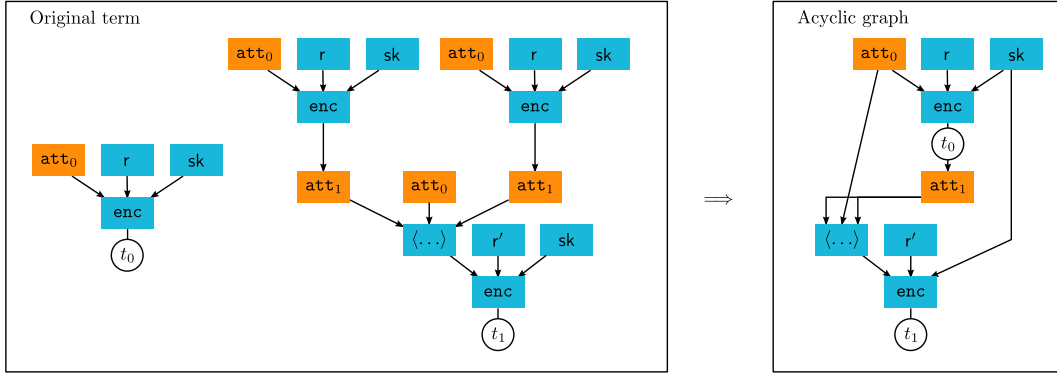 Original term
att₀ r sk att₀ r sk
enc enc
att₀ r sk
att₁ att₀ att₁
enc
⟨...⟩ r′ sk
t₀
enc
t₁
⟹
Acyclic graph
att₀ r sk
enc
t₀
att₁
⟨...⟩ r′
enc
t₁